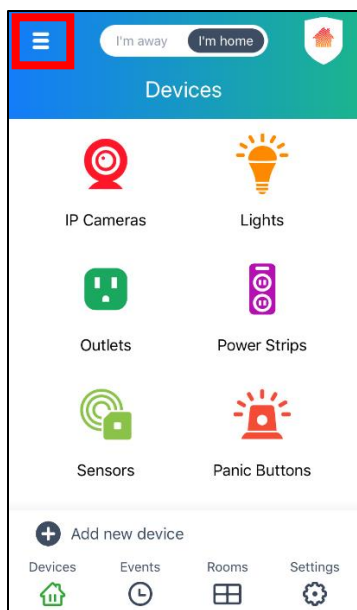 I'm away I'm home
Devices
IP Cameras Lights
Outlets Power Strips
Sensors Panic Buttons
Add new device
Devices Events Rooms Settings